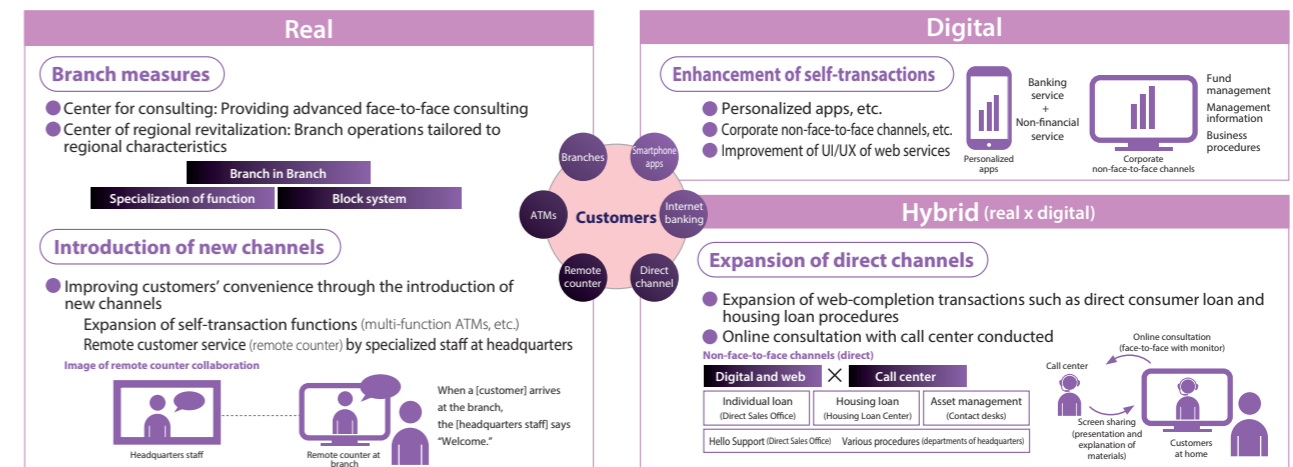 Real
Branch measures
Center for consulting: Providing advanced face-to-face consulting
Center of regional revitalization: Branch operations tailored to
regional characteristics
Branch in Branch
Specialization of function
Block system
Introduction of new channels
Improving customers' convenience through the introduction of
new channels
Expansion of self-transaction functions (multi-function ATMs, etc.)
Remote customer service (remote counter) by specialized staff at headquarters
Image of remote counter collaboration
Headquarters staff
Remote counter at
branch
When a [customer] arrives
at the branch,
the [headquarters staff] says
“Welcome.”
Customers
Branches
Smartphone
apps
ATMs
Internet
banking
Remote
counter
Direct
channel
Digital
Enhancement of self-transactions
Personalized apps, etc.
Corporate non-face-to-face channels, etc.
Improvement of UI/UX of web services
Personalized
apps
Banking
service
+
Non-financial
service
Corporate
non-face-to-face channels
Fund
management
Management
information
Business
procedures
Hybrid (real x digital)
Expansion of direct channels
Expansion of web-completion transactions such as direct consumer loan and
housing loan procedures
Online consultation with call center conducted
Non-face-to-face channels (direct)
Digital and web × Call center
Individual loan
(Direct Sales Office)
Housing loan
(Housing Loan Center)
Asset management
(Contact desks)
Hello Support (Direct Sales Office) Various procedures (departments of headquarters)
Online consultation
(face-to-face with monitor)
Call center
Screen sharing
(presentation and
explanation of
materials)
Customers
at home